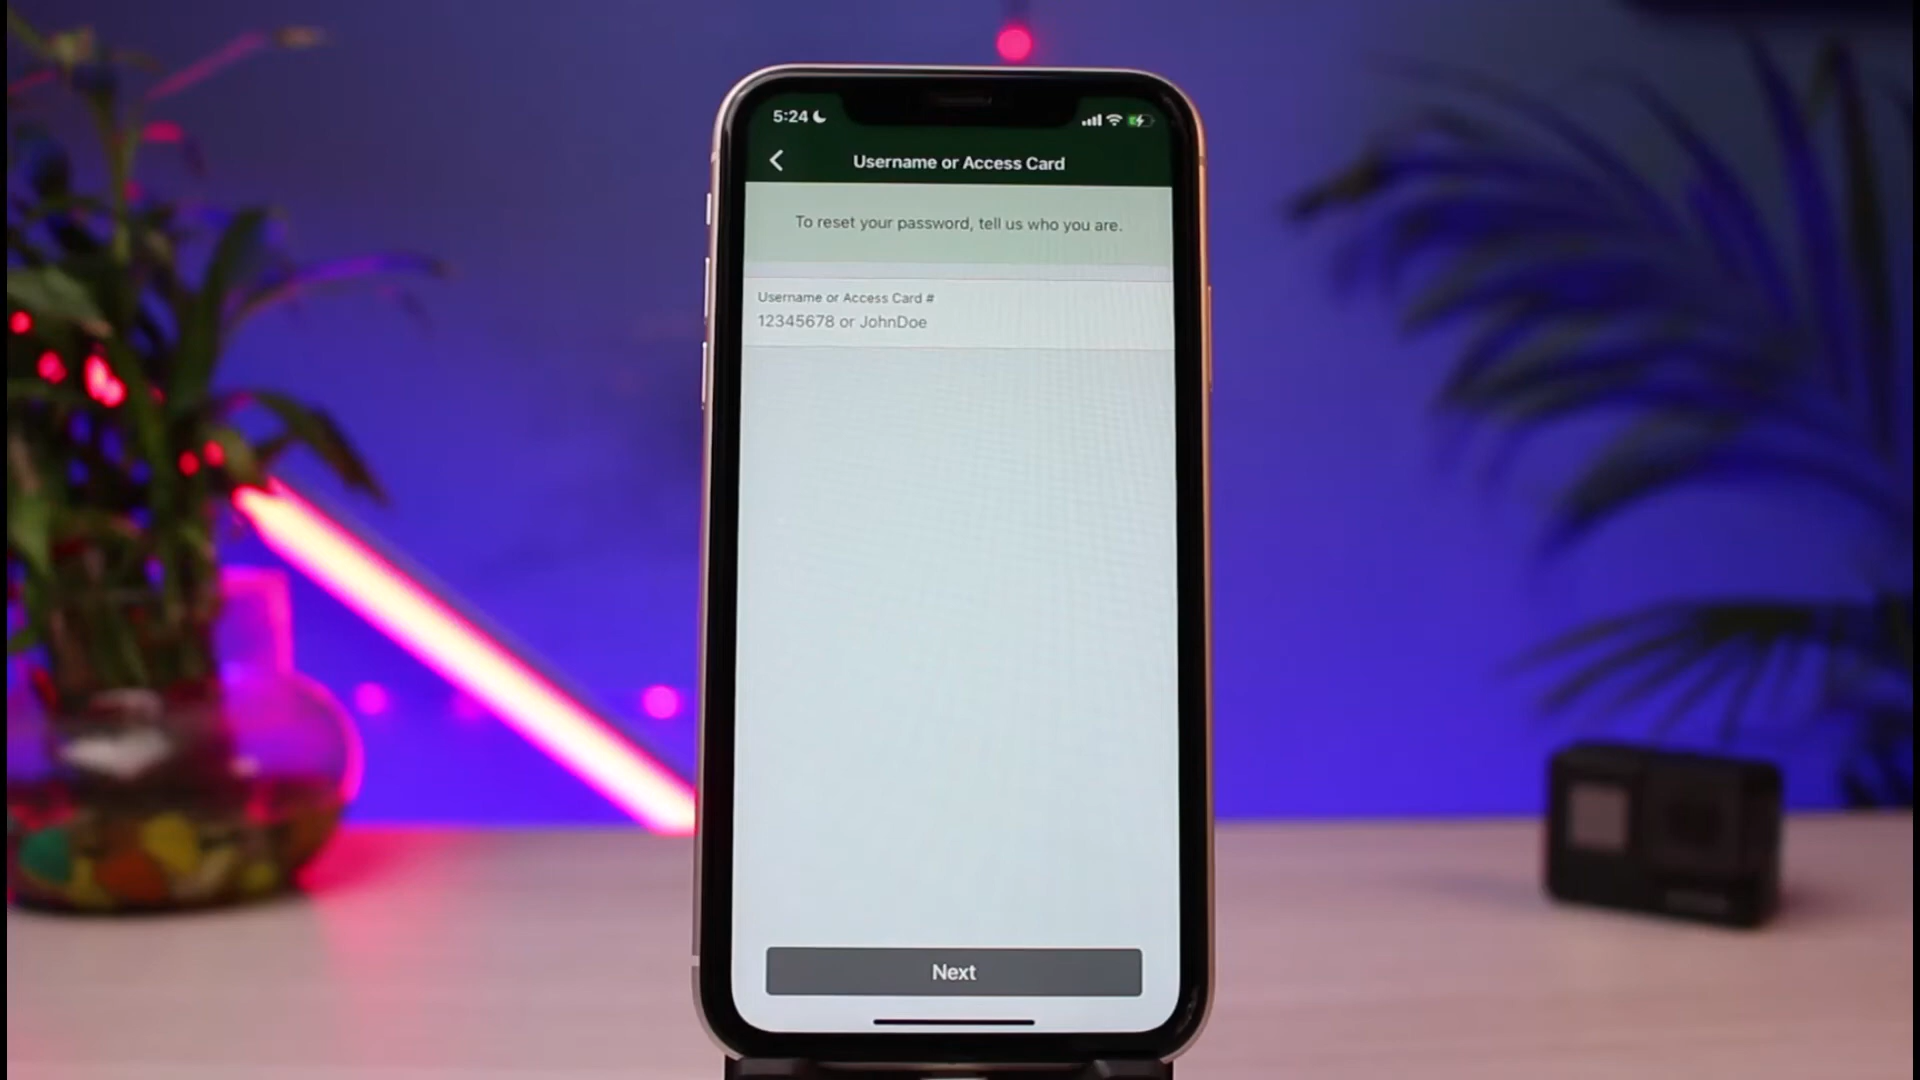 5:24
Username or Access Card
To reset your password, tell us who you are.
Username or Access Card #
12345678 or JohnDoe
Next